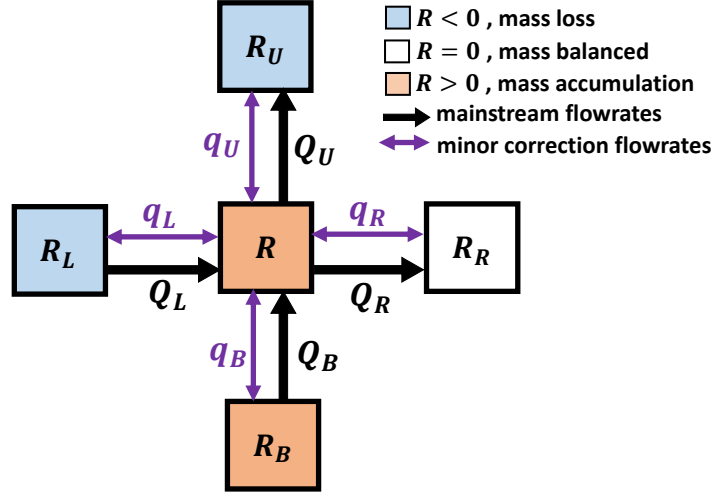 R < 0 , mass loss
R = 0 , mass balanced
R > 0 , mass accumulation
mainstream flowrates
minor correction flowrates
R_U
q_U
Q_U
q_L
q_R
R_L
R
R_R
Q_L
Q_R
q_B
Q_B
R_B